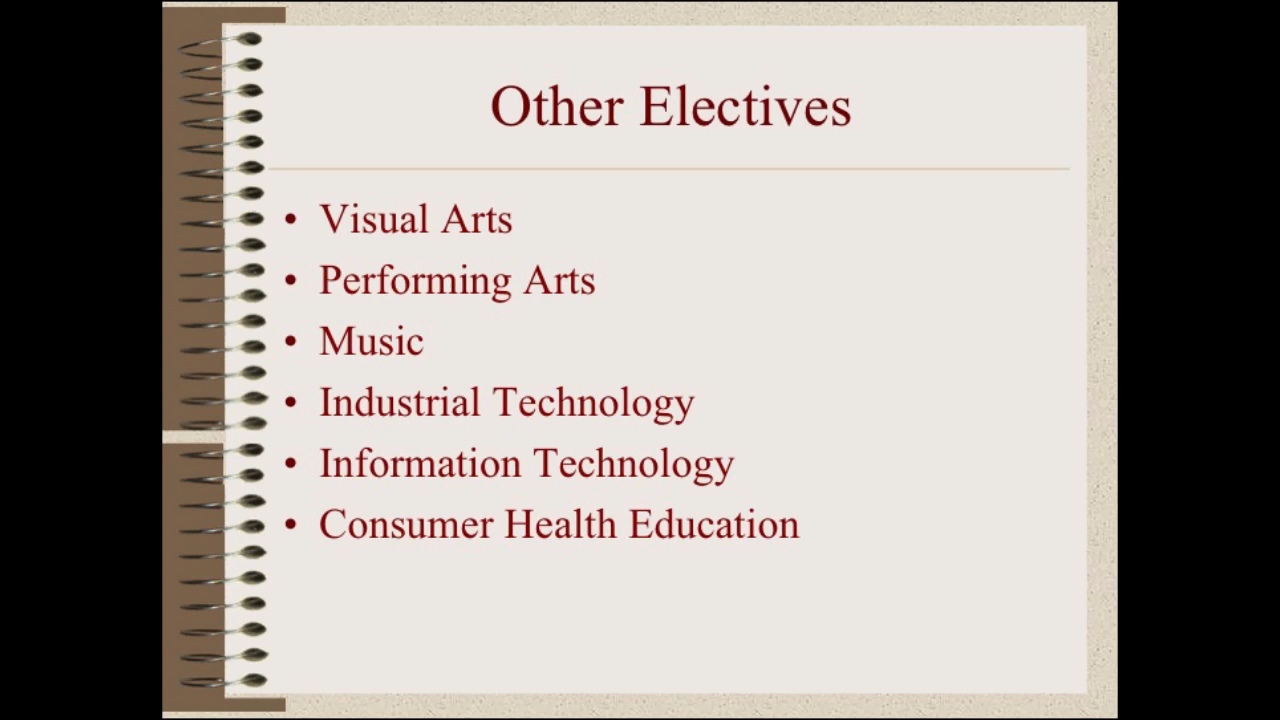 Other Electives
• Visual Arts
• Performing Arts
• Music
• Industrial Technology
• Information Technology
• Consumer Health Education